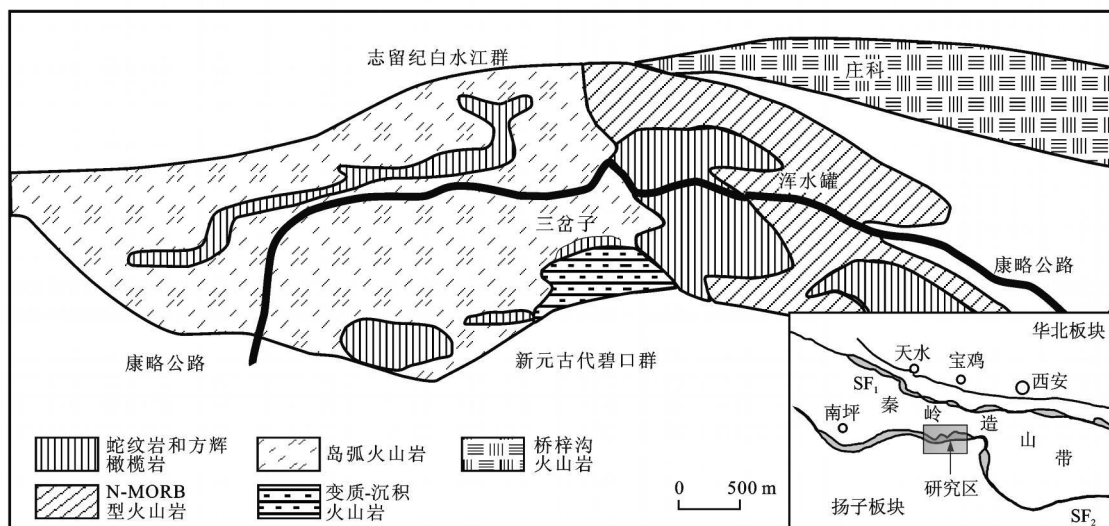 志留纪白水江群
庄科
浑水罐
三岔子
康略公路
康略公路
新元古代碧口群
蛇纹岩和方辉
橄榄岩
岛弧火山岩
桥梓沟
火山岩
N-MORB
型火山岩
变质-沉积
火山岩
0 500 m
华北板块
天水
宝鸡
西安
SF₁
秦岭造山带
南坪
研究区
扬子板块
SF₂